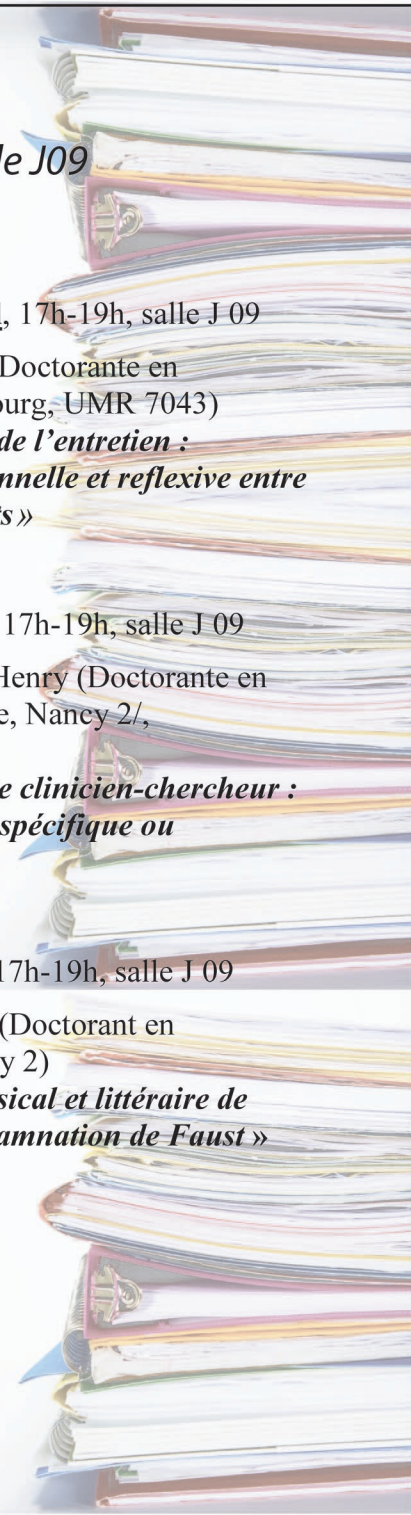 le J09
, 17h-19h, salle J 09
Doctorante en
ourg, UMR 7043)
de l’entretien :
nnelle et reflexive entre
ts »
17h-19h, salle J 09
Henry (Doctorante en
e, Nancy 2/,
e clinicien-chercheur :
spécifique ou
17h-19h, salle J 09
(Doctorant en
y 2)
sical et littéraire de
amnation de Faust »